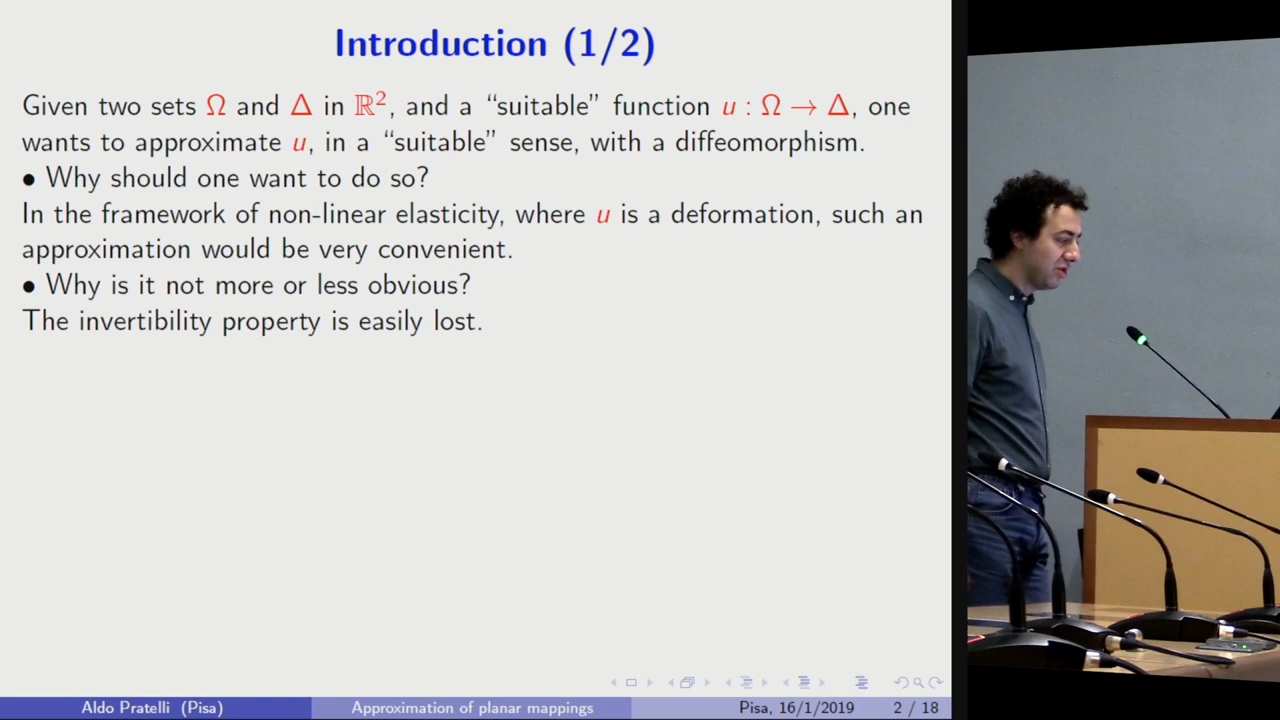 Introduction (1/2)
Given two sets Ω and Δ in ℝ², and a “suitable” function u : Ω → Δ, one
wants to approximate u, in a “suitable” sense, with a diffeomorphism.
• Why should one want to do so?
In the framework of non-linear elasticity, where u is a deformation, such an
approximation would be very convenient.
• Why is it not more or less obvious?
The invertibility property is easily lost.
Aldo Pratelli (Pisa) Approximation of planar mappings Pisa, 16/1/2019 2 / 18